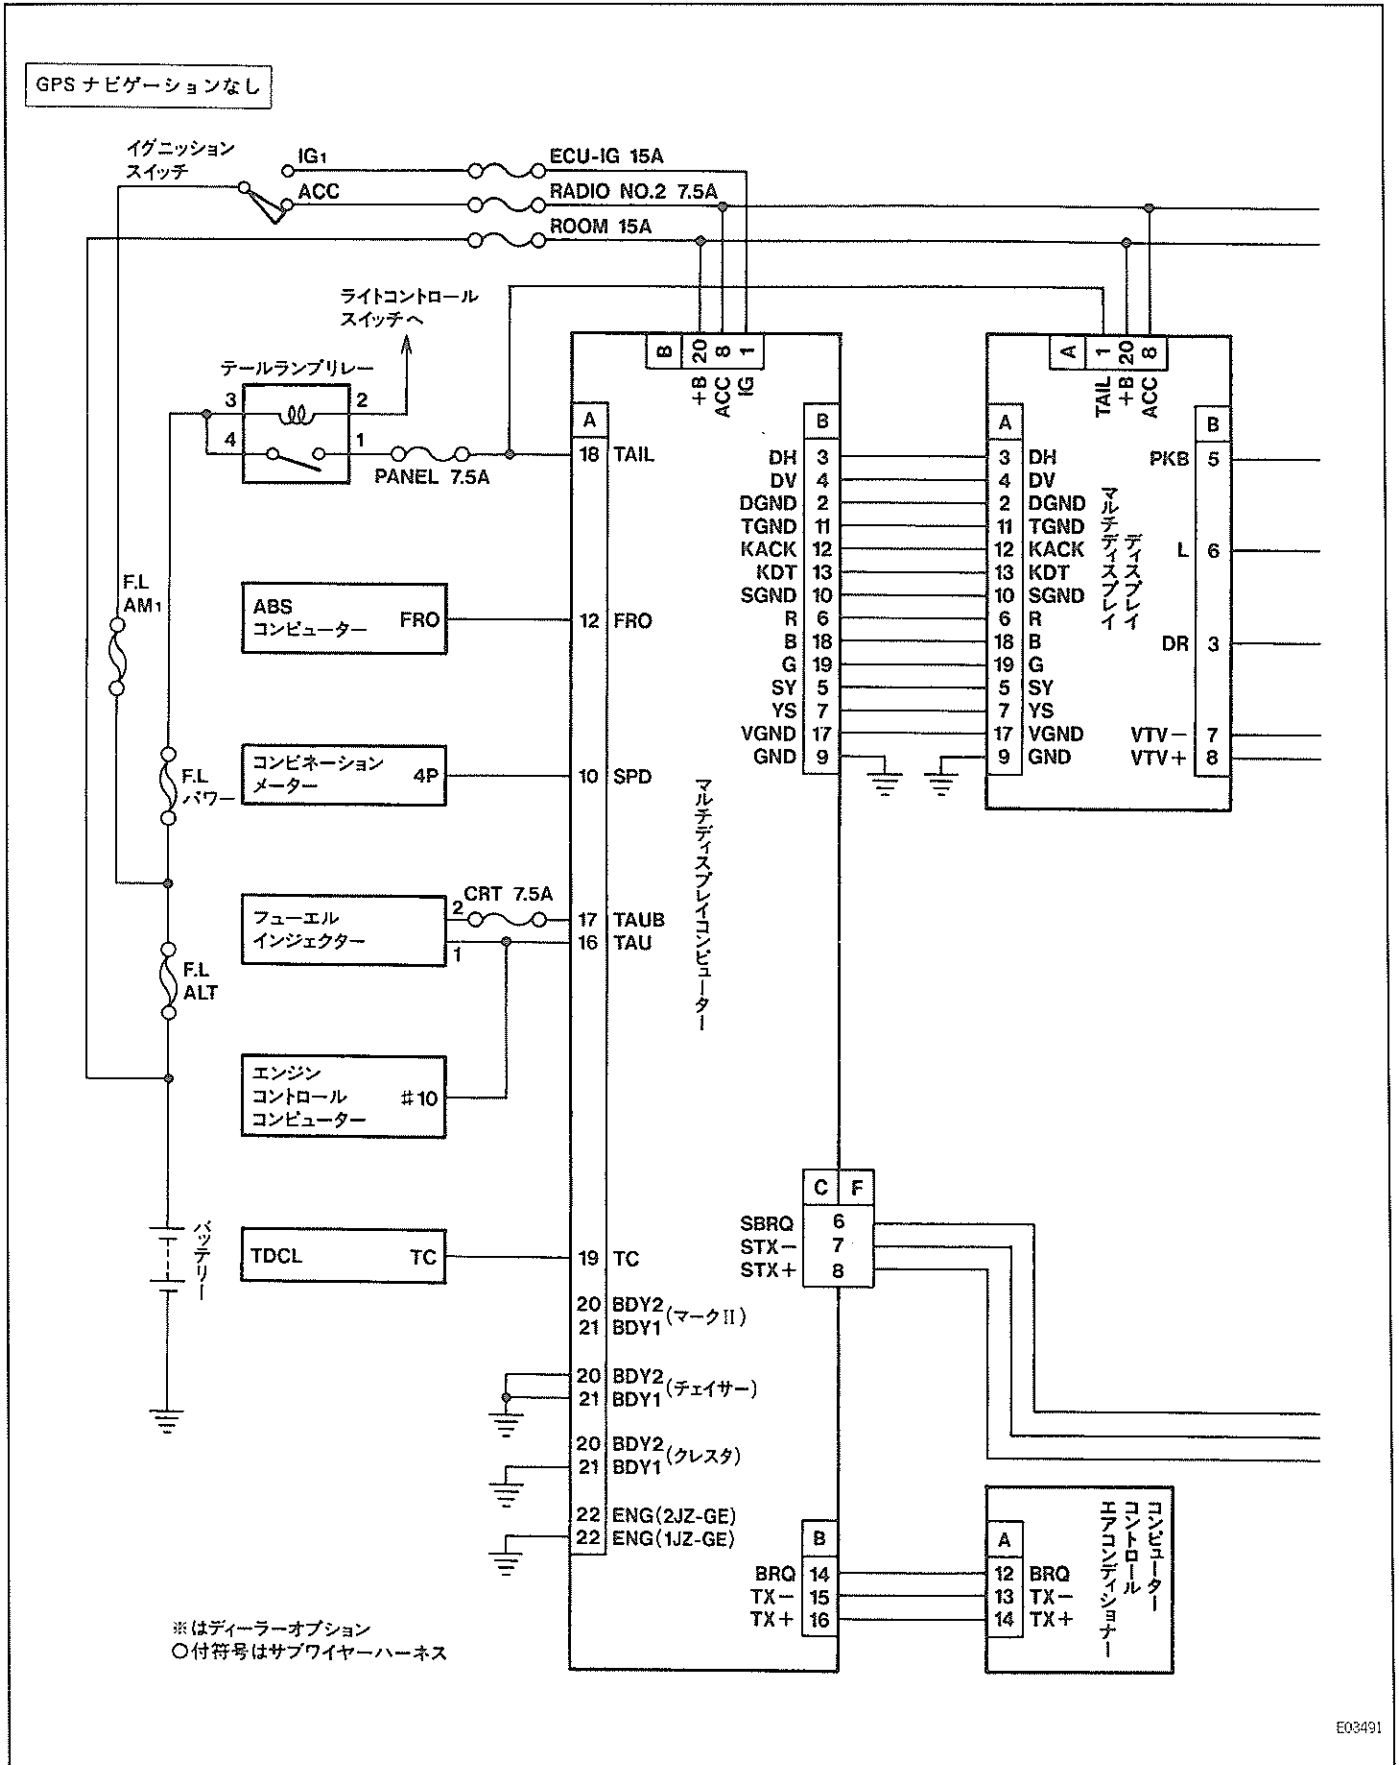 GPS ナビゲーションなし
イグニッション
スイッチ
IG1
ACC
ECU-IG 15A
RADIO NO.2 7.5A
ROOM 15A
ライトコントロール
スイッチへ
テールランプリレー
3
2
4
1
PANEL 7.5A
F.L
AM1
F.L
パワー
F.L
ALT
バッテリー
ABS
コンピューター
FRO
コンビネーション
メーター
4P
フューエル
インジェクター
2
1
CRT 7.5A
エンジン
コントロール
コンピューター
#10
TDCL
TC
B 20 8 1
+B
ACC
IG
A
18 TAIL
12 FRO
10 SPD
17 TAUB
16 TAU
19 TC
20 BDY2
21 BDY1
(マークII)
20 BDY2
21 BDY1
(チェイサー)
20 BDY2
21 BDY1
(クレスタ)
22 ENG(2JZ-GE)
22 ENG(1JZ-GE)
マルチディスプレイコンピューター
B
DH 3
DV 4
DGND 2
TGND 11
KACK 12
KDT 13
SGND 10
R 6
B 18
G 19
SY 5
YS 7
VGND 17
GND 9
C F
SBRQ 6
STX− 7
STX+ 8
B
BRQ 14
TX− 15
TX+ 16
A 1 20 8
TAIL
+B
ACC
A
3 DH
4 DV
2 DGND
11 TGND
12 KACK
13 KDT
10 SGND
6 R
18 B
19 G
5 SY
7 YS
17 VGND
9 GND
ディスプレイ
マルチディスプレイ
B
PKB 5
L 6
DR 3
VTV− 7
VTV+ 8
A
12 BRQ
13 TX−
14 TX+
コンピューター
コントロール
エアコンディショナー
※はディーラーオプション
○付符号はサブワイヤーハーネス
E03491